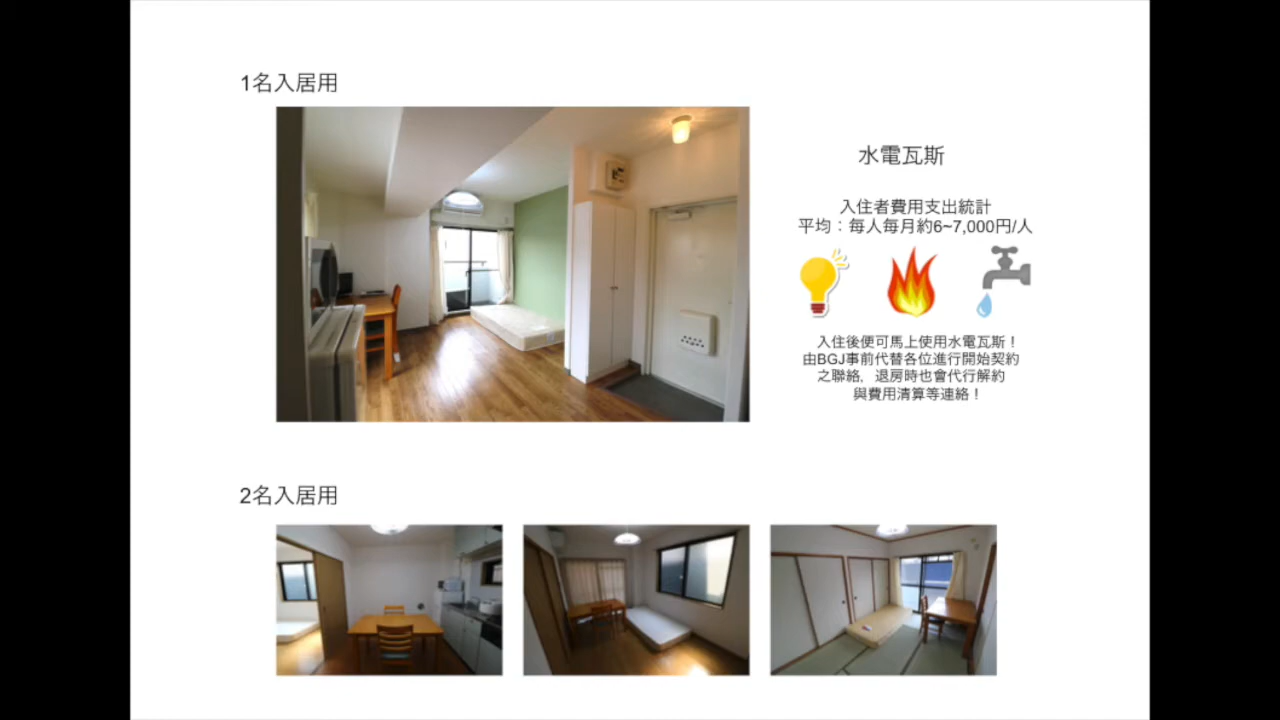 1名入居用
水電瓦斯
入住者費用支出統計
平均：每人每月約6~7,000円/人
入住後便可馬上使用水電瓦斯！
由BGJ事前代替各位進行開始契約
之聯絡，退房時也會代行解約
與費用清算等連絡！
2名入居用